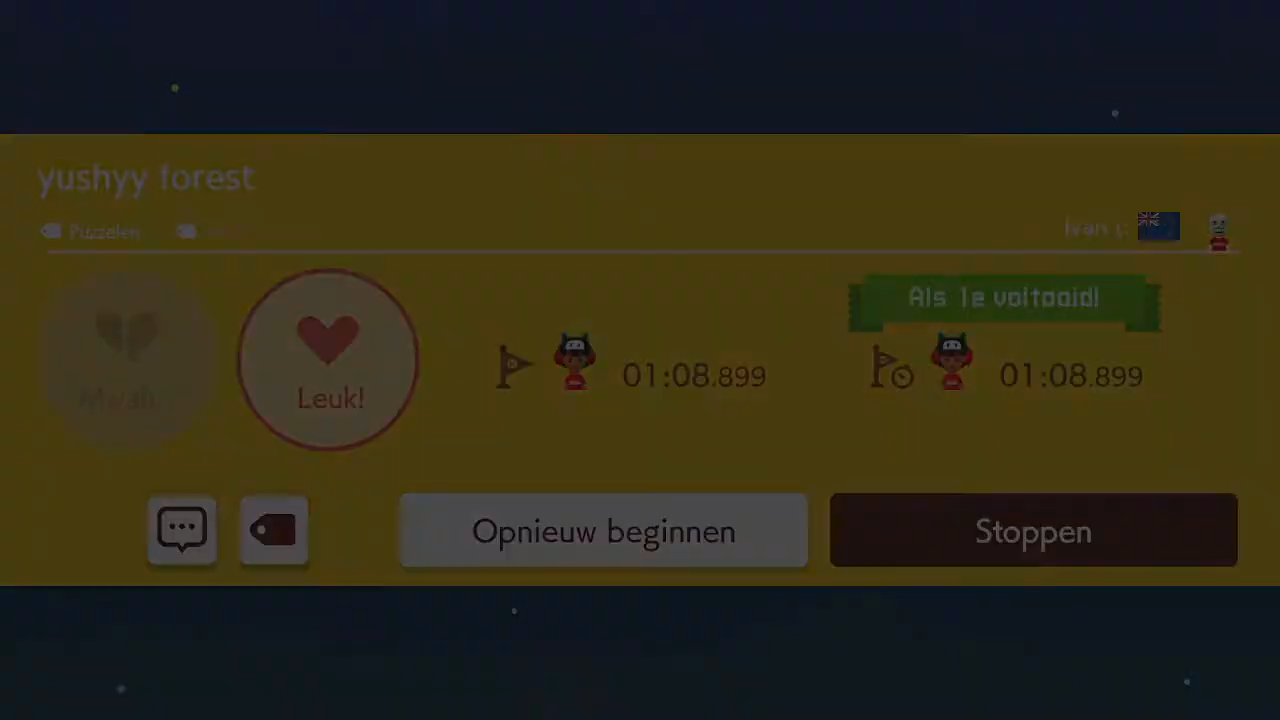 yushyy forest
Puzzelen
Ivan
Als 1e voltooid!
01:08.899
01:08.899
Leuk!
Opnieuw beginnen
Stoppen